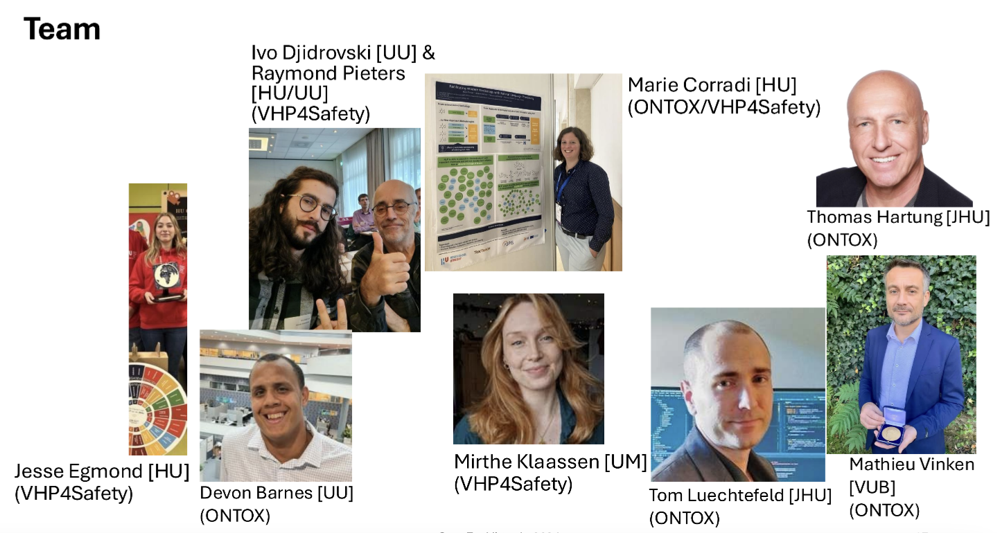 Team
Ivo Djidrovski [UU] &
Raymond Pieters
[HU/UU]
(VHP4Safety)
Marie Corradi [HU]
(ONTOX/VHP4Safety)
Thomas Hartung [JHU]
(ONTOX)
Jesse Egmond [HU]
(VHP4Safety)
Devon Barnes [UU]
(ONTOX)
Mirthe Klaassen [UM]
(VHP4Safety)
Tom Luechtefeld [JHU]
(ONTOX)
Mathieu Vinken
[VUB]
(ONTOX)